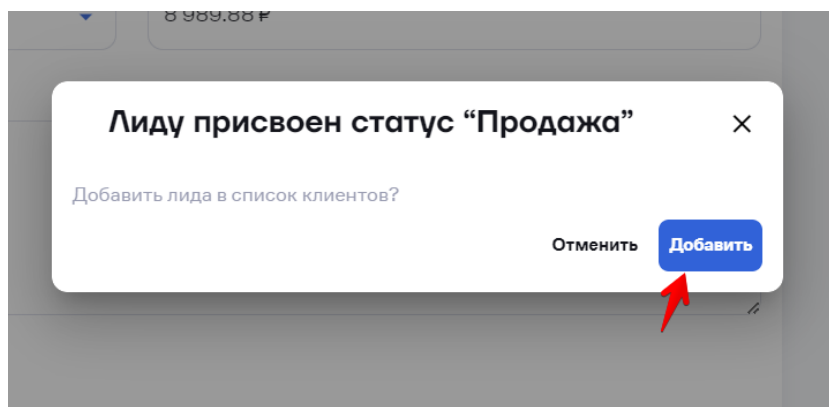 8 989.88 ₽
Лиду присвоен статус “Продажа”
Добавить лида в список клиентов?
Отменить Добавить